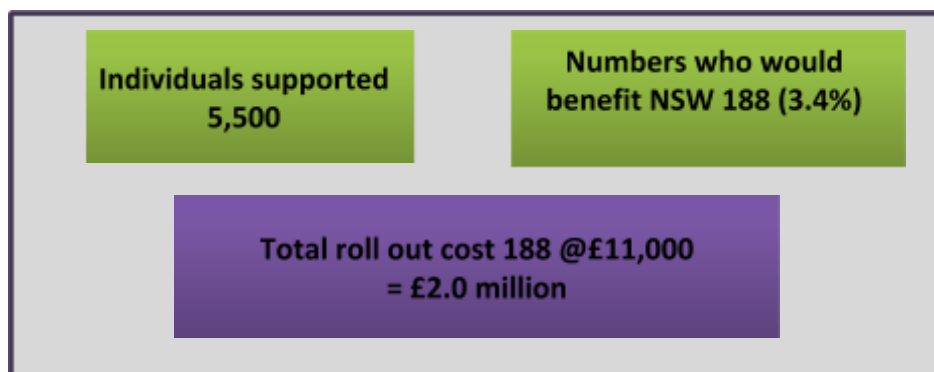 Individuals supported
5,500
Numbers who would
benefit NSW 188 (3.4%)
Total roll out cost 188 @£11,000
= £2.0 million